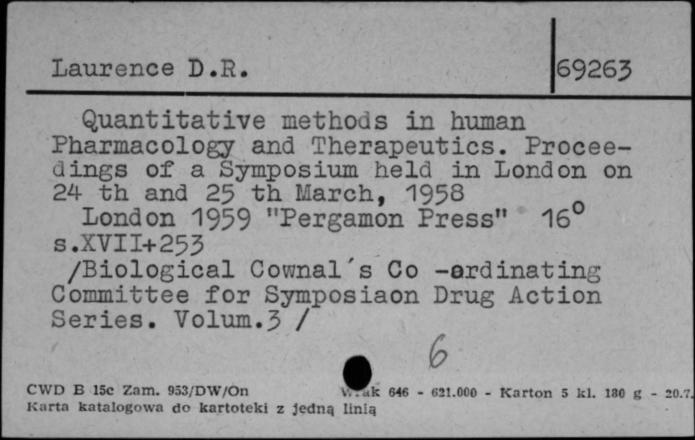 Laurence D.R.
69263
Quantitative methods in human
Pharmacology and Therapeutics. Procee-
dings of a Symposium held in London on
24 th and 25 th March, 1958
London 1959 "Pergamon Press" 16°
s.XVII+253
/Biological Cownal's Co -ordinating
Committee for Symposiaon Drug Action
Series. Volum.3 /
6
CWD B 15c Zam. 953/DW/On 646 - 621.000 - Karton 5 kl. 180 g - 20.7.
Karta katalogowa do kartoteki z jedną linią